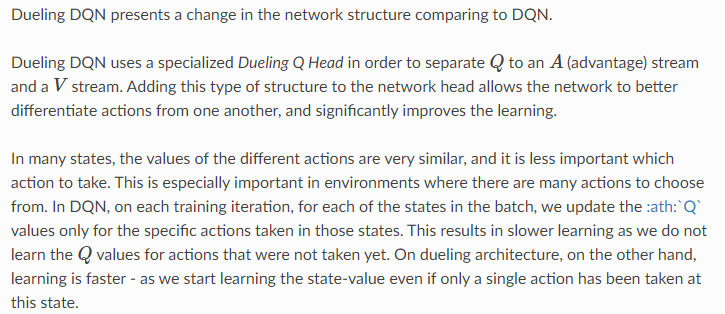 Dueling DQN presents a change in the network structure comparing to DQN.
Dueling DQN uses a specialized Dueling Q Head in order to separate Q to an A (advantage) stream
and a V stream. Adding this type of structure to the network head allows the network to better
differentiate actions from one another, and significantly improves the learning.
In many states, the values of the different actions are very similar, and it is less important which
action to take. This is especially important in environments where there are many actions to choose
from. In DQN, on each training iteration, for each of the states in the batch, we update the :ath:`Q`
values only for the specific actions taken in those states. This results in slower learning as we do not
learn the Q values for actions that were not taken yet. On dueling architecture, on the other hand,
learning is faster - as we start learning the state-value even if only a single action has been taken at
this state.